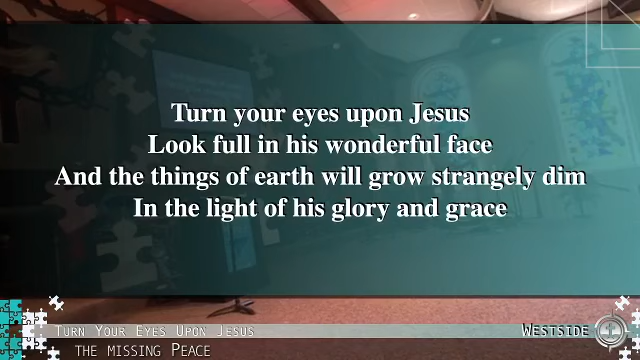 Turn your eyes upon Jesus
Look full in his wonderful face
And the things of earth will grow strangely dim
In the light of his glory and grace
Turn Your Eyes Upon Jesus
Westside
the missing Peace